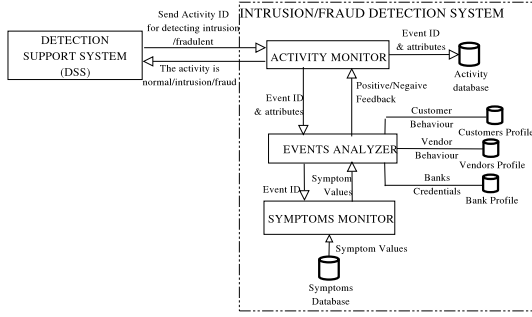 INTRUSION/FRAUD DETECTION SYSTEM
Send Activity ID
for detecting intrusion
/fradulent
DETECTION
SUPPORT SYSTEM
(DSS)
The activity is
normal/intrusion/fraud
ACTIVITY MONITOR
Event ID
& attributes
Activity
database
Event ID
& attributes
Positive/Negaive
Feedback
Customer
Behaviour
Customers Profile
EVENTS ANALYZER
Vendor
Behaviour
Vendors Profile
Banks
Credentials
Bank Profile
Event ID
Symptom
Values
SYMPTOMS MONITOR
Symptom Values
Symptoms
Database